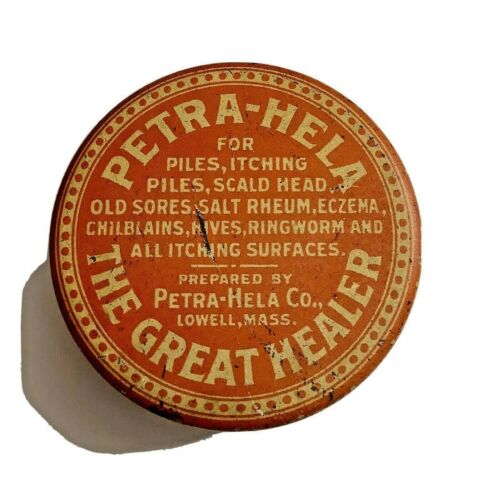 PETRA-HELA
FOR
PILES, ITCHING
PILES, SCALD HEAD,
OLD SORES, SALT RHEUM, ECZEMA,
CHILBLAINS, HIVES, RINGWORM AND
ALL ITCHING SURFACES.
PREPARED BY
PETRA-HELA CO.,
LOWELL, MASS.
THE GREAT HEALER